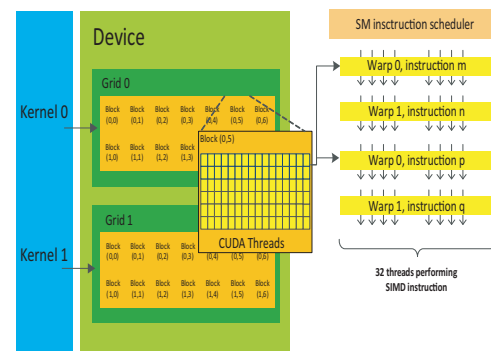 Kernel 0
Kernel 1
Device
Grid 0
Block Block Block Block Block Block Block
(0,0) (0,1) (0,2) (0,3) (0,4) (0,5) (0,6)
Block Block Block Block
(1,0) (1,1) (1,2) (1,3)
Block (0,5)
CUDA Threads
Grid 1
Block Block Block Block
(0,0) (0,1) (0,2) (0,3) (0,4) (0,5) (0,6)
Block Block Block Block Block Block Block
(1,0) (1,1) (1,2) (1,3) (1,4) (1,5) (1,6)
SM insctruction scheduler
Warp 0, instruction m
Warp 1, instruction n
Warp 0, instruction p
Warp 1, instruction q
32 threads performing
SIMD instruction